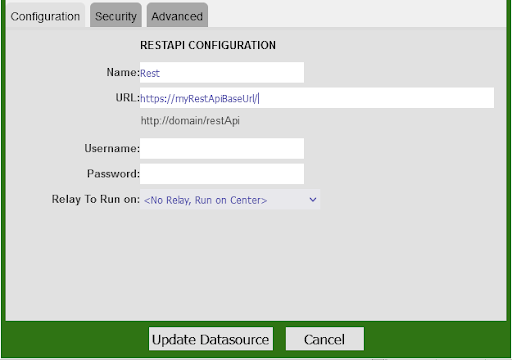 Configuration Security Advanced
RESTAPI CONFIGURATION
Name: Rest
URL: https://myRestApiBaseUrl/
http://domain/restApi
Username:
Password:
Relay To Run on: <No Relay, Run on Center>
Update Datasource Cancel